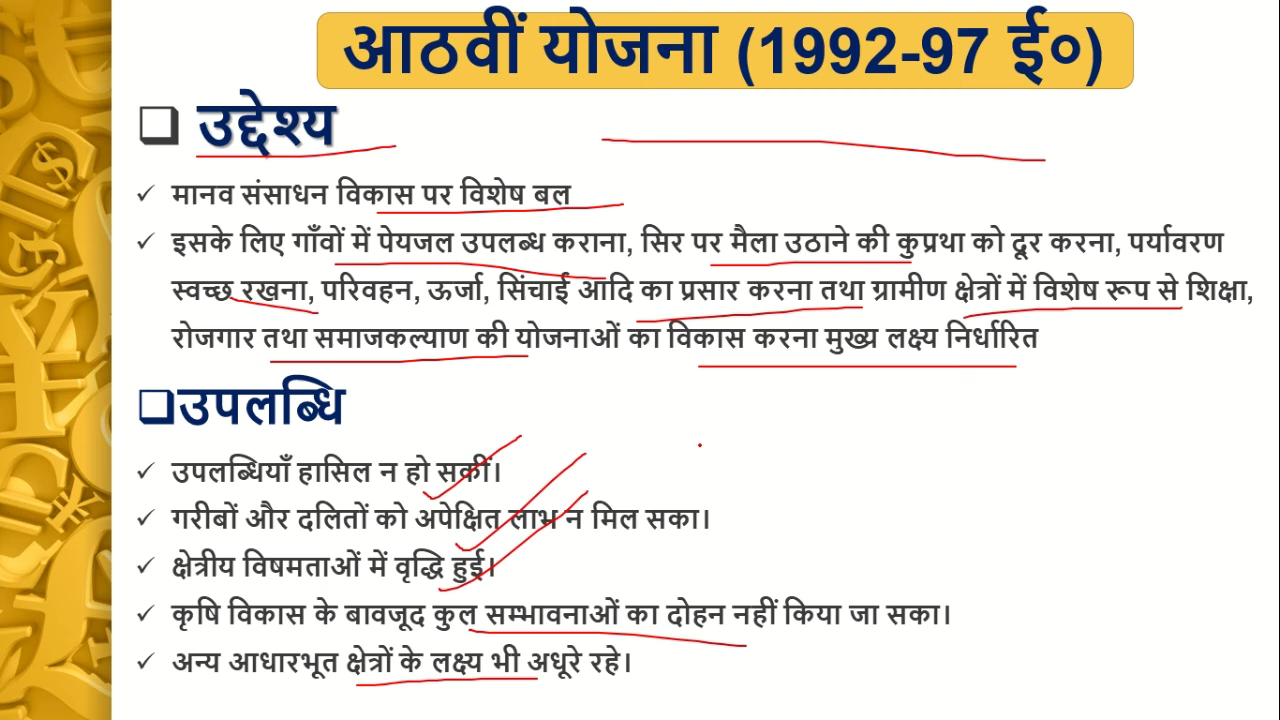 आठवीं योजना (1992-97 ई०)
उद्देश्य
मानव संसाधन विकास पर विशेष बल
इसके लिए गाँवों में पेयजल उपलब्ध कराना, सिर पर मैला उठाने की कुप्रथा को दूर करना, पर्यावरण
स्वच्छ रखना, परिवहन, ऊर्जा, सिंचाई आदि का प्रसार करना तथा ग्रामीण क्षेत्रों में विशेष रूप से शिक्षा,
रोजगार तथा समाजकल्याण की योजनाओं का विकास करना मुख्य लक्ष्य निर्धारित
उपलब्धि
उपलब्धियाँ हासिल न हो सकीं।
गरीबों और दलितों को अपेक्षित लाभ न मिल सका।
क्षेत्रीय विषमताओं में वृद्धि हुई।
कृषि विकास के बावजूद कुल सम्भावनाओं का दोहन नहीं किया जा सका।
अन्य आधारभूत क्षेत्रों के लक्ष्य भी अधूरे रहे।